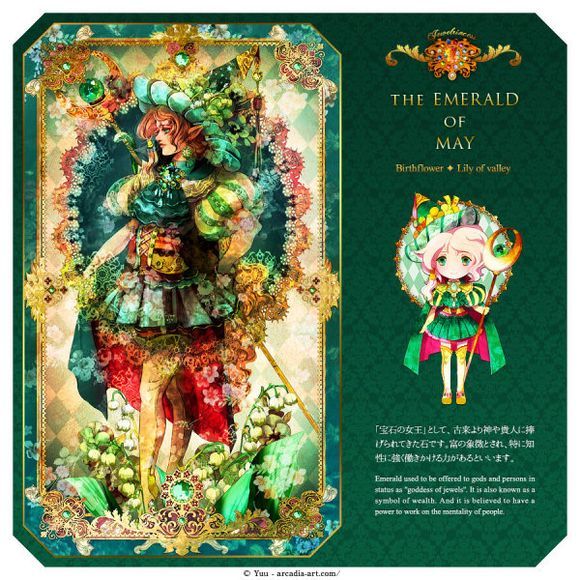 Jewelrincess
THE EMERALD
OF
MAY
Birthflower ✦ Lily of valley
「宝石の女王」として、古来より神や貴人に捧
げられてきた石です。富の象徴とされ、特に知
性に強く働きかける力があるといいます。
Emerald used to be offered to gods and persons in
status as "goddess of jewels". It is also known as a
symbol of wealth. And it is believed to have a
power to work on the mentality of people.
© Yuu - arcadia-art.com/